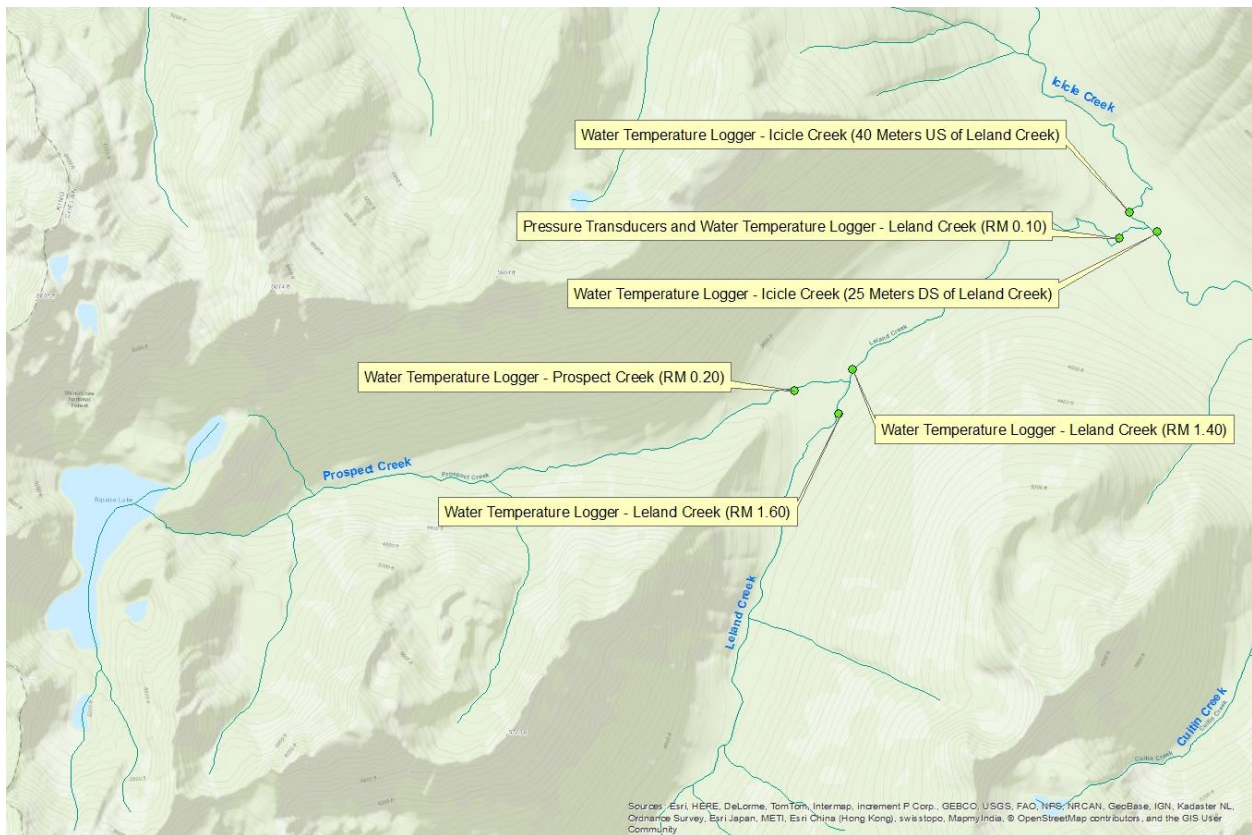 Icicle Creek
Water Temperature Logger - Icicle Creek (40 Meters US of Leland Creek)
Pressure Transducers and Water Temperature Logger - Leland Creek (RM 0.10)
Water Temperature Logger - Icicle Creek (25 Meters DS of Leland Creek)
Leland Creek
Water Temperature Logger - Prospect Creek (RM 0.20)
Water Temperature Logger - Leland Creek (RM 1.40)
Prospect Creek
Prospect Creek
Square Lake
Water Temperature Logger - Leland Creek (RM 1.60)
Leland Creek
Cuitin Creek
Sources: Esri, HERE, DeLorme, TomTom, Intermap, increment P Corp., GEBCO, USGS, FAO, NPS, NRCAN, GeoBase, IGN, Kadaster NL,
Ordnance Survey, Esri Japan, METI, Esri China (Hong Kong), swisstopo, MapmyIndia, © OpenStreetMap contributors, and the GIS User
Community